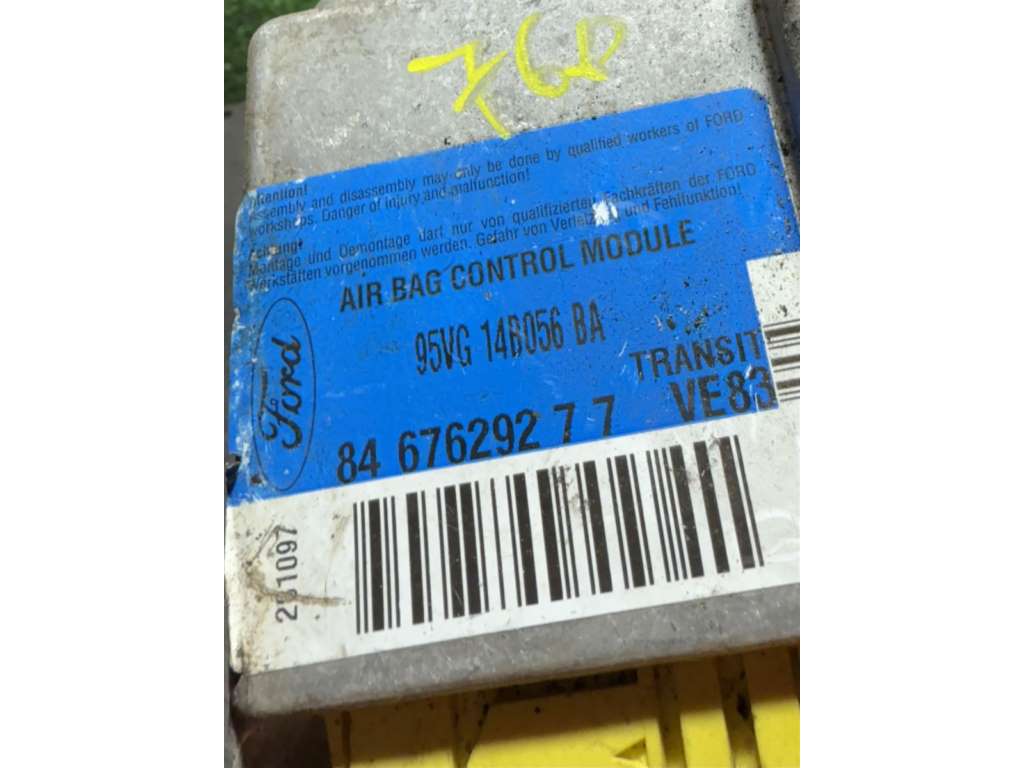 760
Attention!
Assembly and disassembly may only be done by qualified workers of FORD
workshops. Danger of injury and malfunction!
Achtung!
Montage und Demontage darf nur von qualifizierten Fachkräften der FORD
Werkstätten vorgenommen werden. Gefahr von Verletzung und Fehlfunktion!
AIR BAG CONTROL MODULE
95VG 14B056 BA
TRANSIT
Ford
84 676292 7 7 VE83
291097